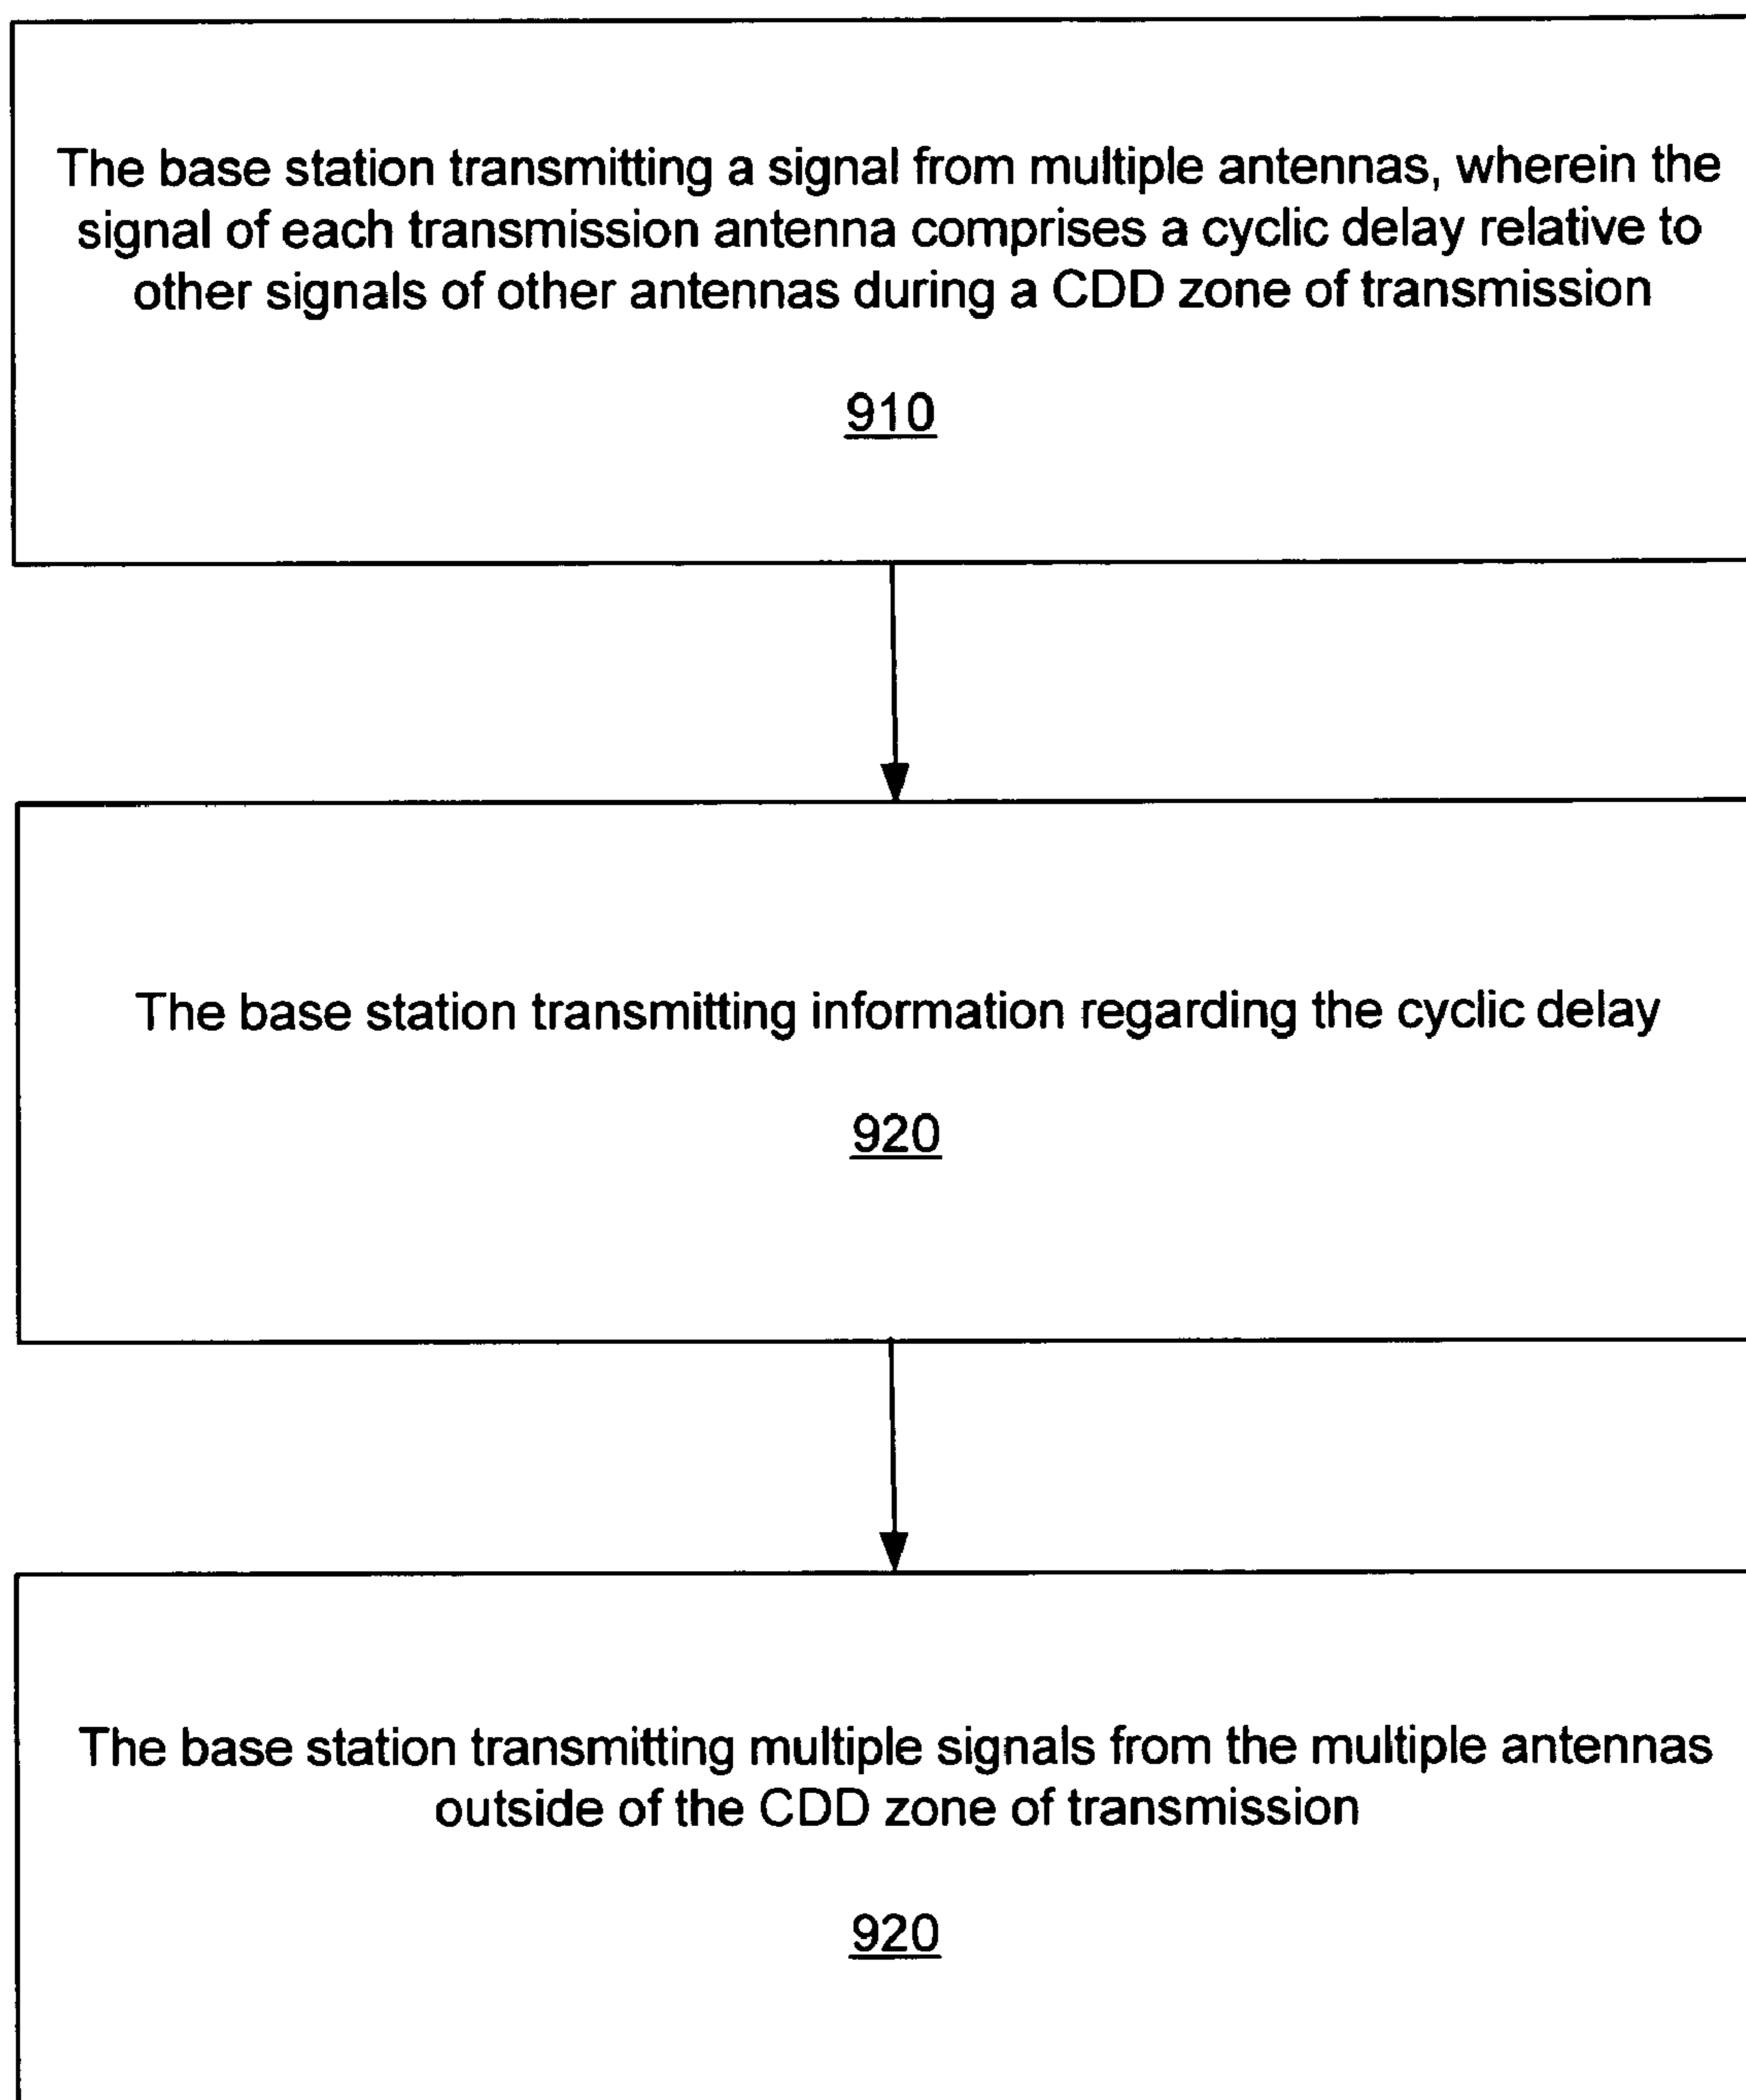 The base station transmitting a signal from multiple antennas, wherein the
signal of each transmission antenna comprises a cyclic delay relative to
other signals of other antennas during a CDD zone of transmission
910
The base station transmitting information regarding the cyclic delay
920
The base station transmitting multiple signals from the multiple antennas
outside of the CDD zone of transmission
920